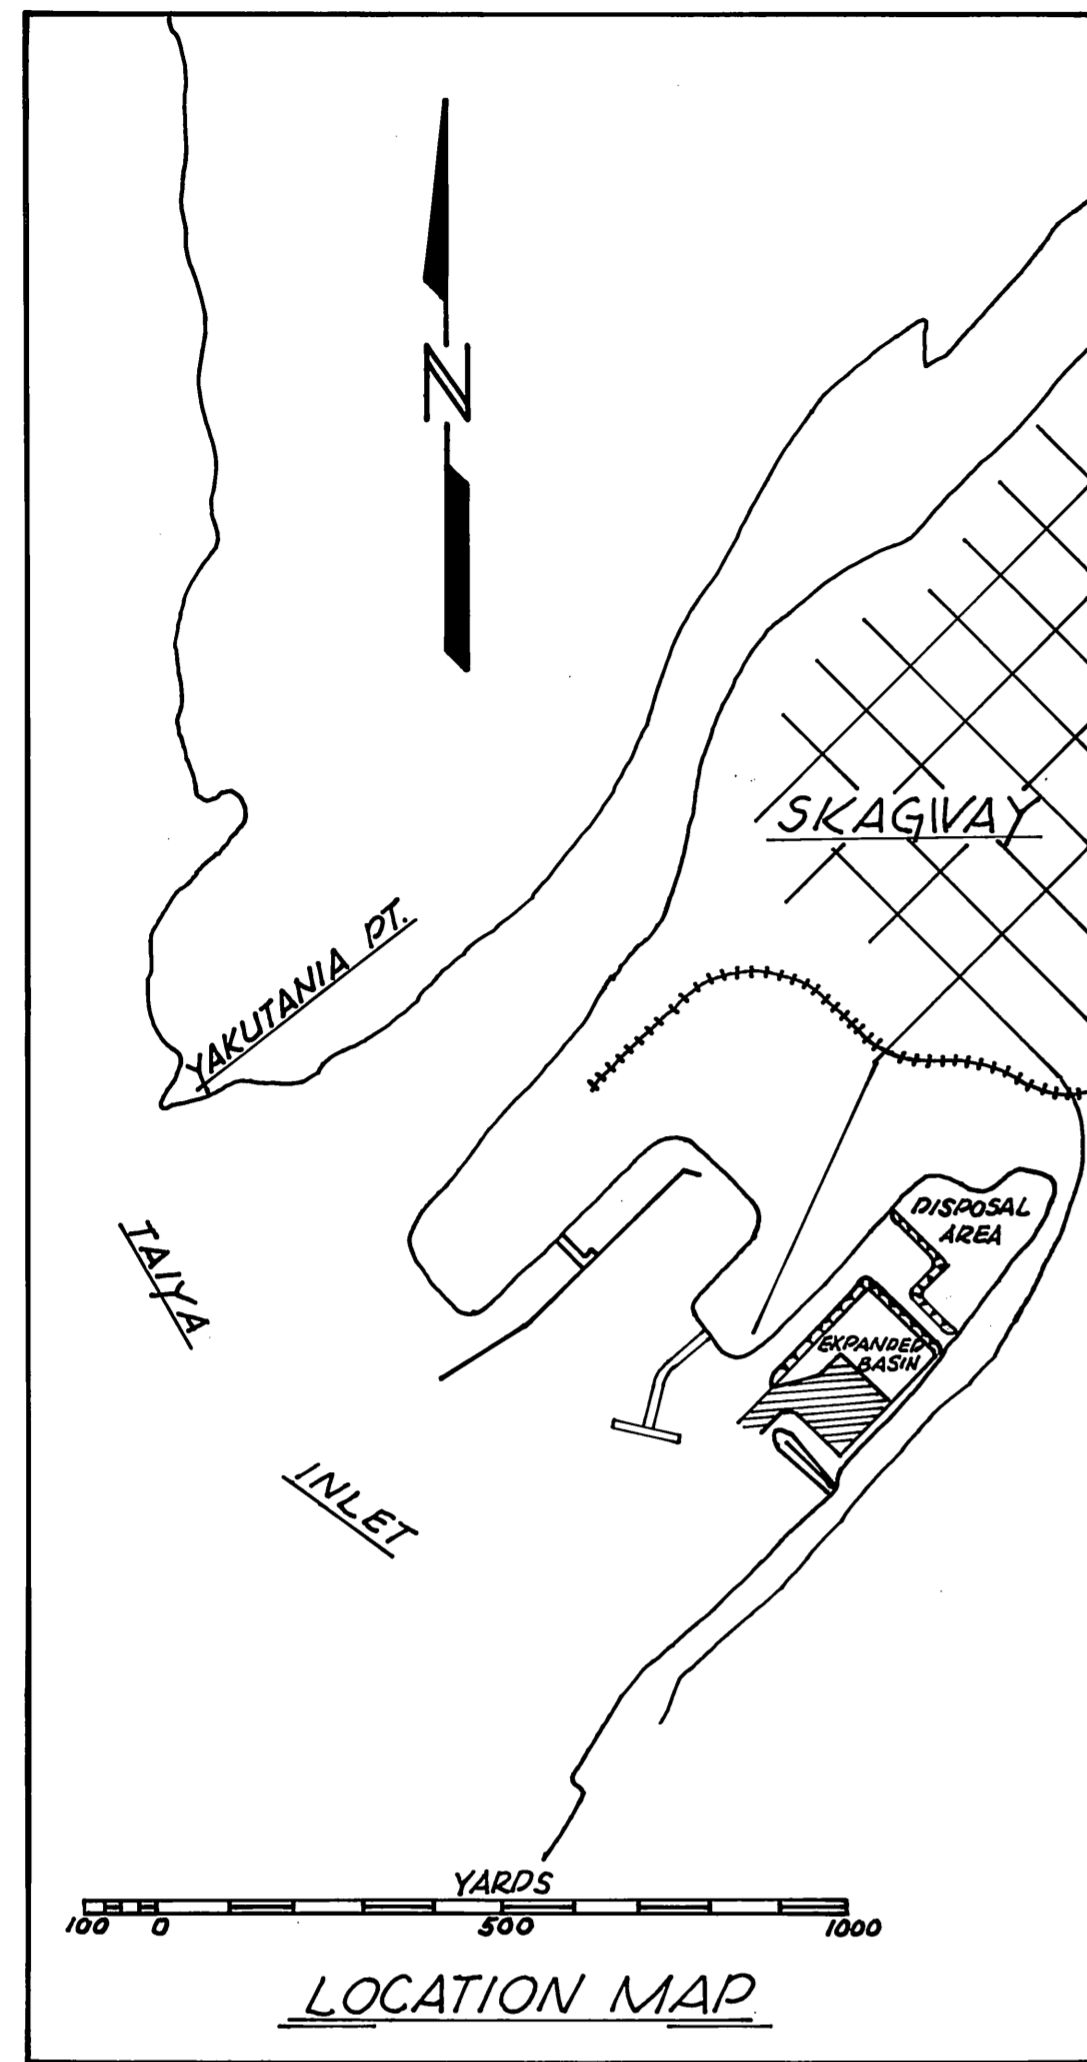 N
SKAGWAY
YAKUTANIA PT.
DISPOSAL
AREA
TAIYA
EXPANDED
BASIN
INLET
YARDS
100 0 500 1000
LOCATION MAP